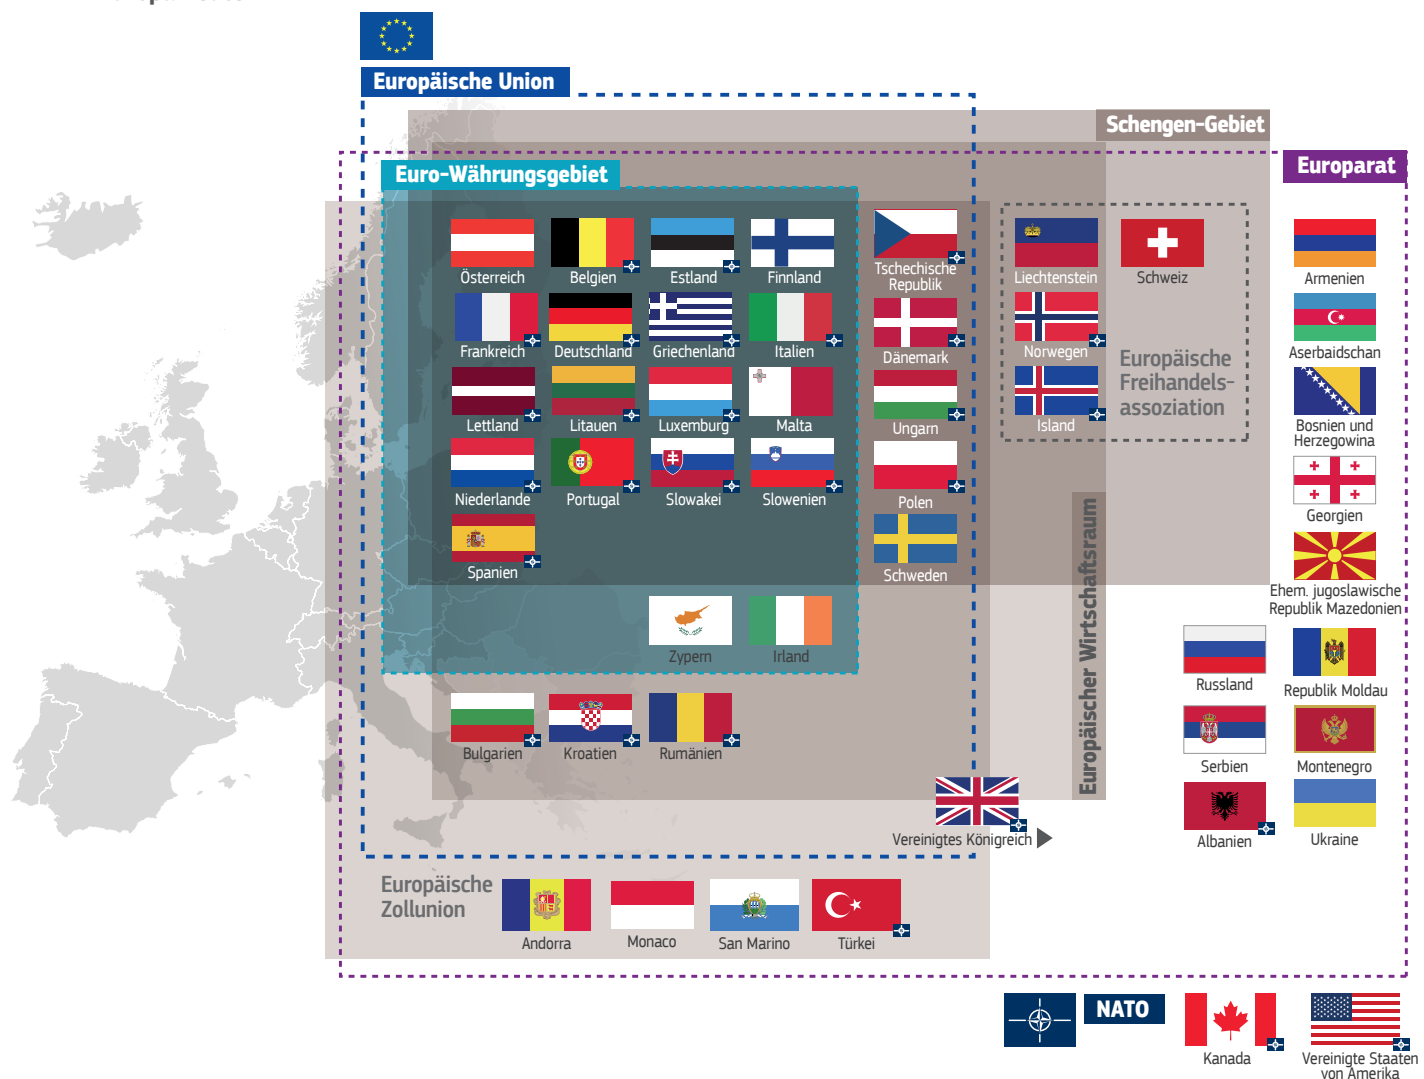 Europäische Union
Schengen-Gebiet
Europarat
Euro-Währungsgebiet
Österreich
Belgien
Estland
Finnland
Tschechische
Republik
Liechtenstein
Schweiz
Armenien
Frankreich
Deutschland
Griechenland
Italien
Dänemark
Norwegen
Europäische
Freihandels-
assoziation
Aserbaidschan
Lettland
Litauen
Luxemburg
Malta
Ungarn
Island
Bosnien und
Herzegowina
Niederlande
Portugal
Slowakei
Slowenien
Polen
Georgien
Spanien
Schweden
Europäischer Wirtschaftsraum
Ehem. jugoslawische
Republik Mazedonien
Zypern
Irland
Russland
Republik Moldau
Bulgarien
Kroatien
Rumänien
Serbien
Montenegro
Vereinigtes Königreich
Albanien
Ukraine
Europäische
Zollunion
Andorra
Monaco
San Marino
Türkei
NATO
Kanada
Vereinigte Staaten
von Amerika